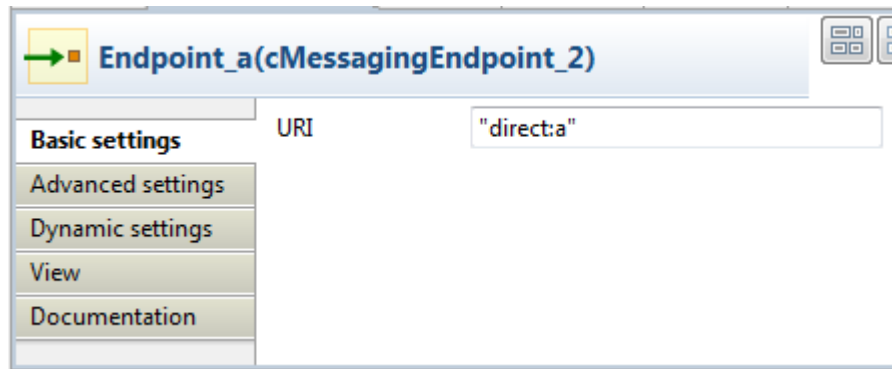 Endpoint_a(cMessagingEndpoint_2)
Basic settings
URI "direct:a"
Advanced settings
Dynamic settings
View
Documentation